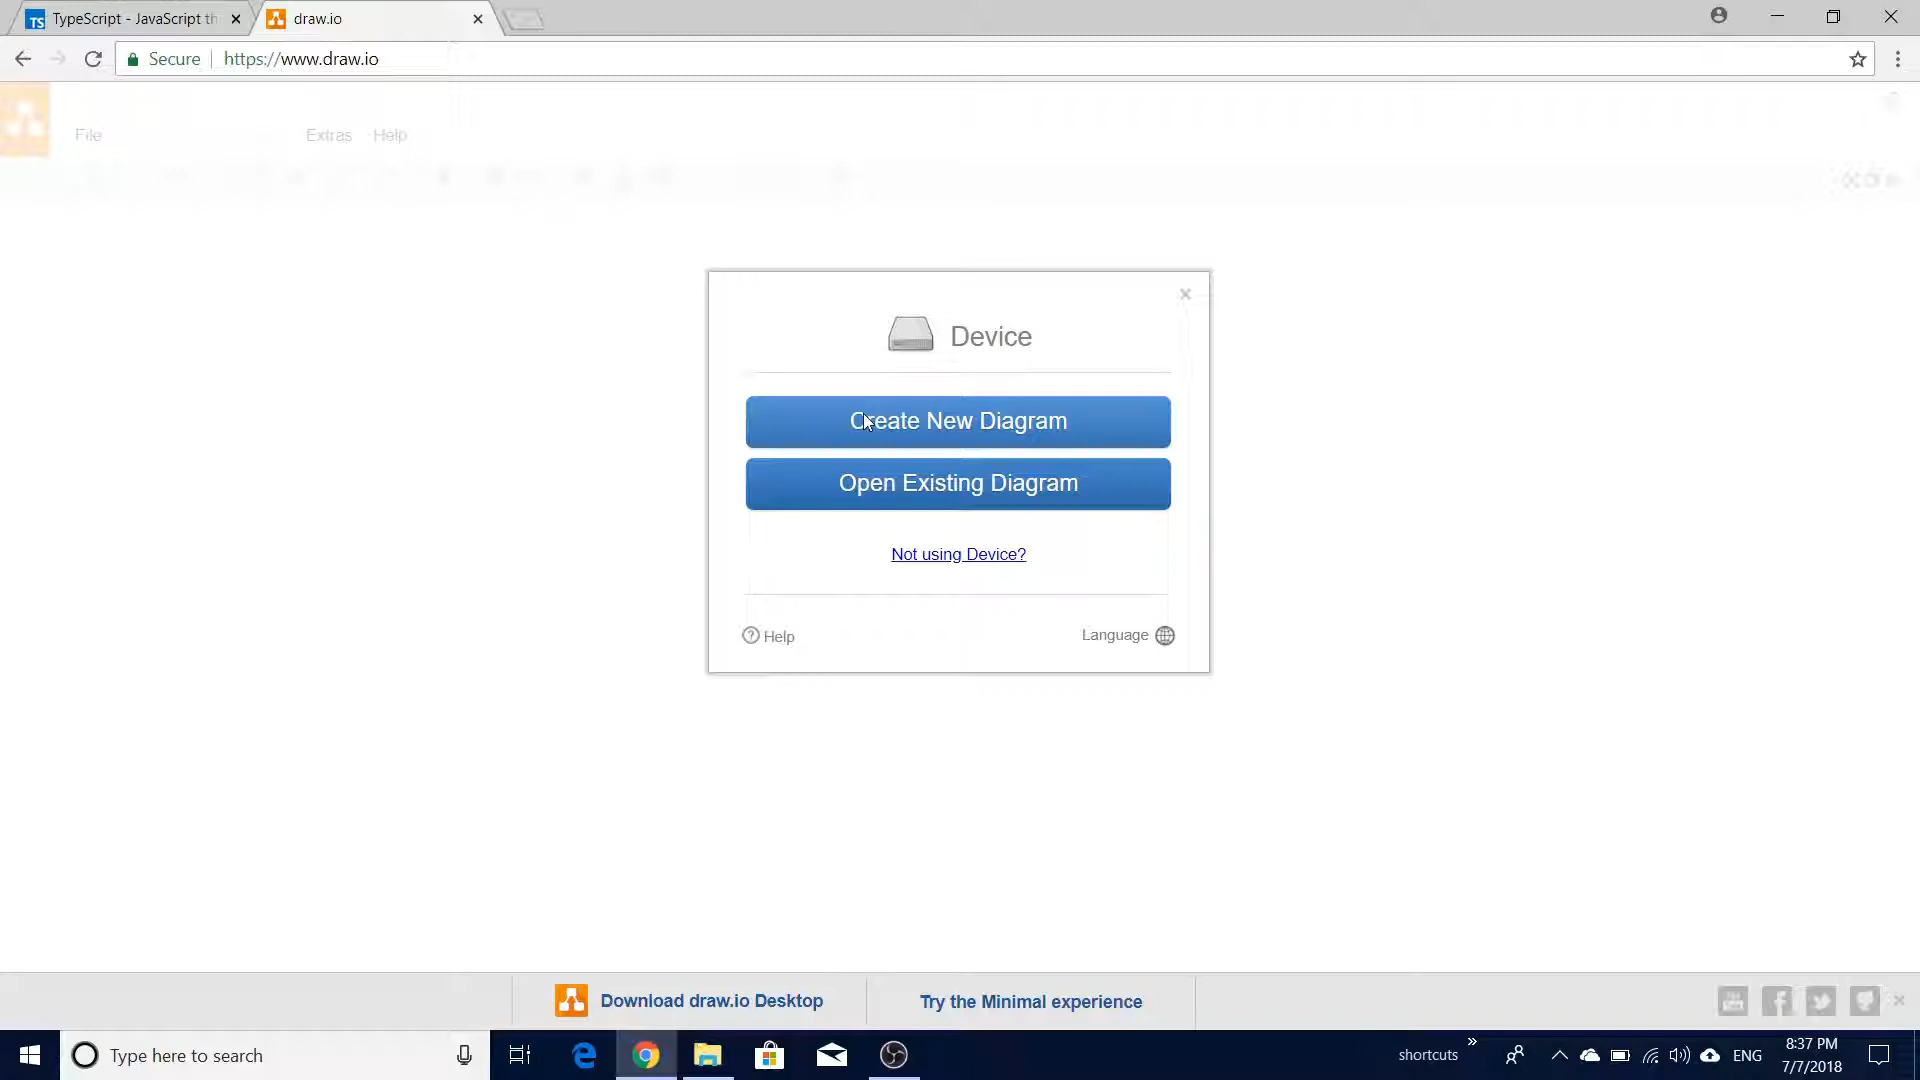 TS TypeScript - JavaScript th
draw.io
Secure
https://www.draw.io
File Extras Help
Device
Create New Diagram
Open Existing Diagram
Not using Device?
? Help
Language
Download draw.io Desktop
Try the Minimal experience
Type here to search
shortcuts
ENG
8:37 PM
7/7/2018